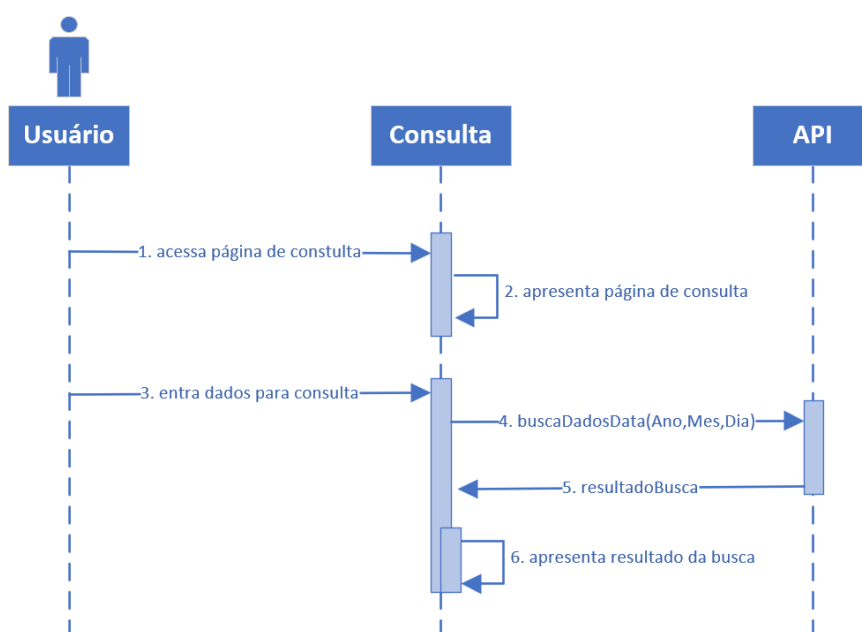 Usuário
Consulta
API
1. acessa página de constulta
2. apresenta página de consulta
3. entra dados para consulta
4. buscaDadosData(Ano,Mes,Dia)
5. resultadoBusca
6. apresenta resultado da busca